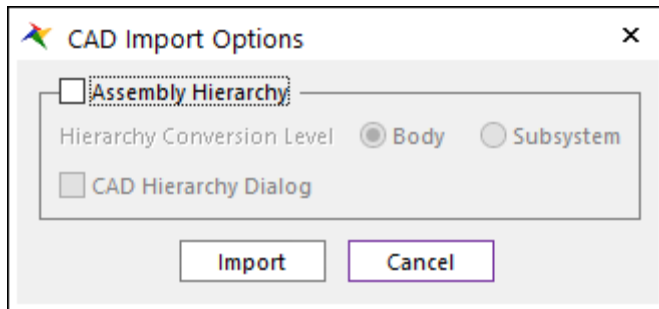 CAD Import Options
Assembly Hierarchy
Hierarchy Conversion Level Body Subsystem
CAD Hierarchy Dialog
Import Cancel